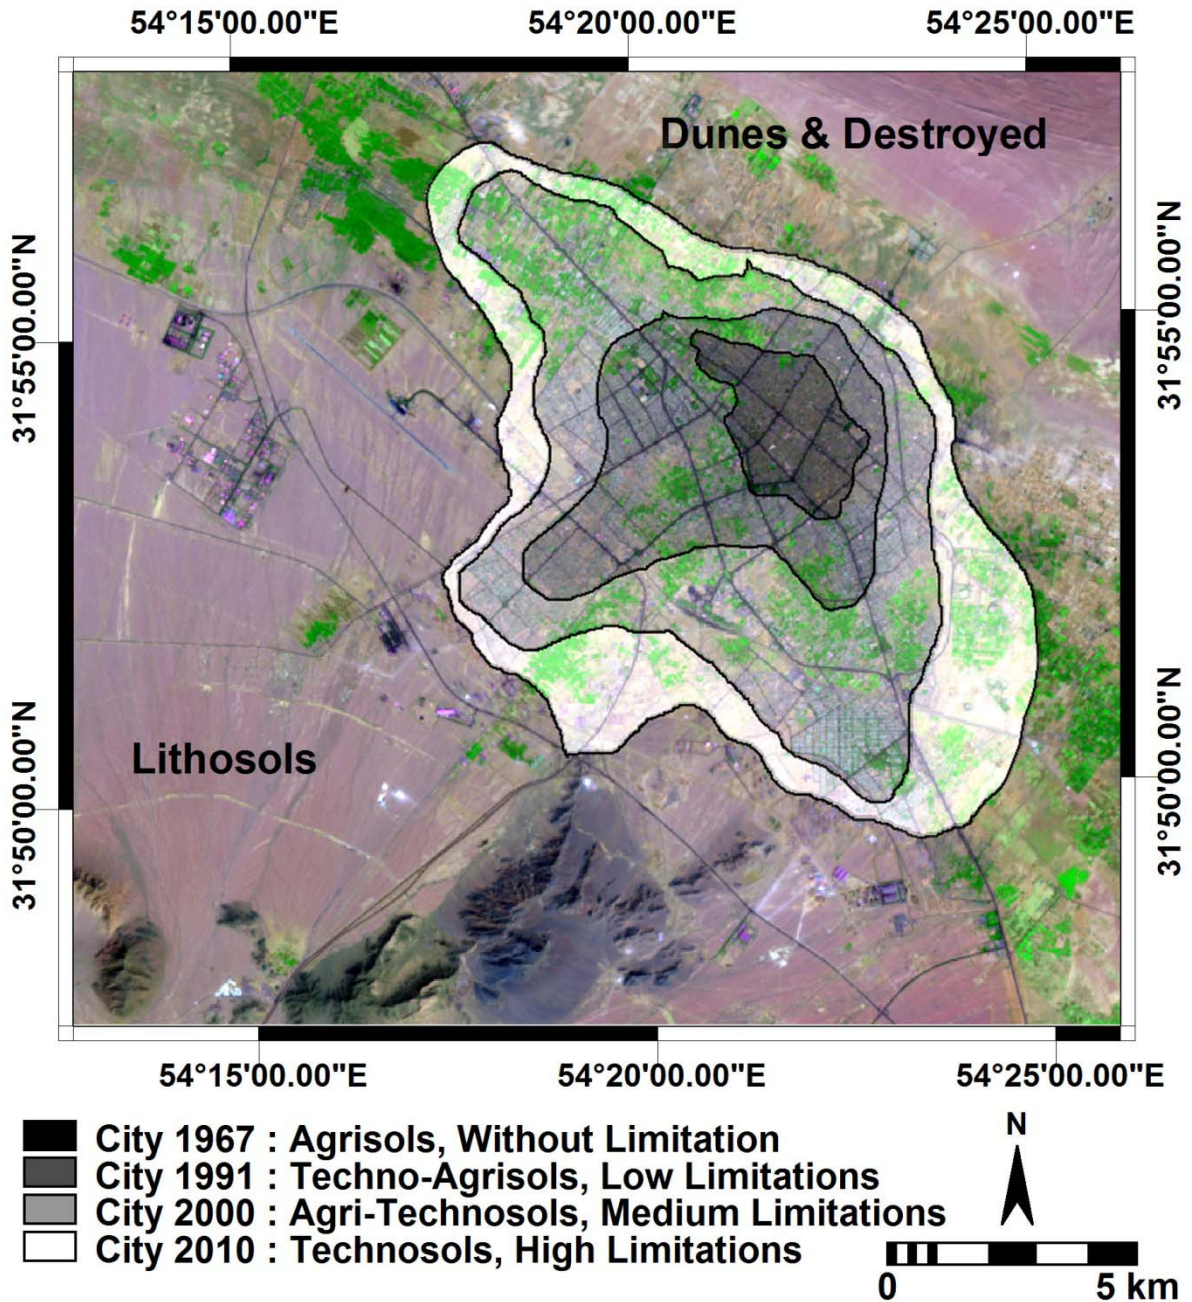 54°15'00.00"E 54°20'00.00"E 54°25'00.00"E
Dunes & Destroyed
31°55'00.00"N
31°55'00.00"N
Lithosols
31°50'00.00"N
31°50'00.00"N
54°15'00.00"E 54°20'00.00"E 54°25'00.00"E
City 1967 : Agrisols, Without Limitation
City 1991 : Techno-Agrisols, Low Limitations
City 2000 : Agri-Technosols, Medium Limitations
City 2010 : Technosols, High Limitations
N
0 5 km